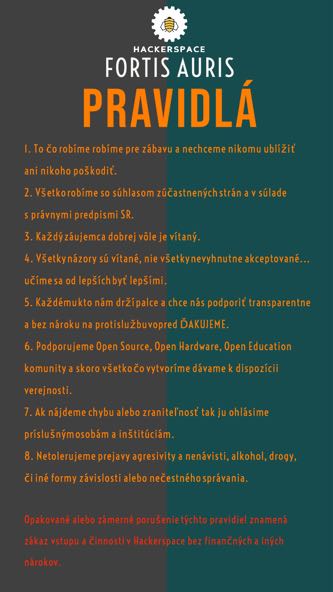 HACKERSPACE
FORTIS AURIS
PRAVIDLÁ
1. To čo robíme robíme pre zábavu a nechceme nikomu ublížiť
ani nikoho poškodiť.
2. Všetko robíme so súhlasom zúčastnených strán a v súlade
s právnymi predpismi SR.
3. Každý záujemca dobrej vôle je vítaný.
4. Všetky názory sú vítané, nie všetky nevyhnutne akceptované...
učíme sa od lepších byť lepšími.
5. Každému kto nám drží palce a chce nás podporiť transparentne
a bez nároku na protislužbu vopred ĎAKUJEME.
6. Podporujeme Open Source, Open Hardware, Open Education
komunity a skoro všetko čo vytvoríme dávame k dispozícii
verejnosti.
7. Ak nájdeme chybu alebo zraniteľnosť tak ju ohlásime
príslušným osobám a inštitúciám.
8. Netolerujeme prejavy agresivity a nenávisti, alkohol, drogy,
či iné formy závislosti alebo nečestného správania.
Opakované alebo zámerné porušenie týchto pravidiel znamená
zákaz vstupu a činnosti v Hackerspace bez finančných a iných
nárokov.